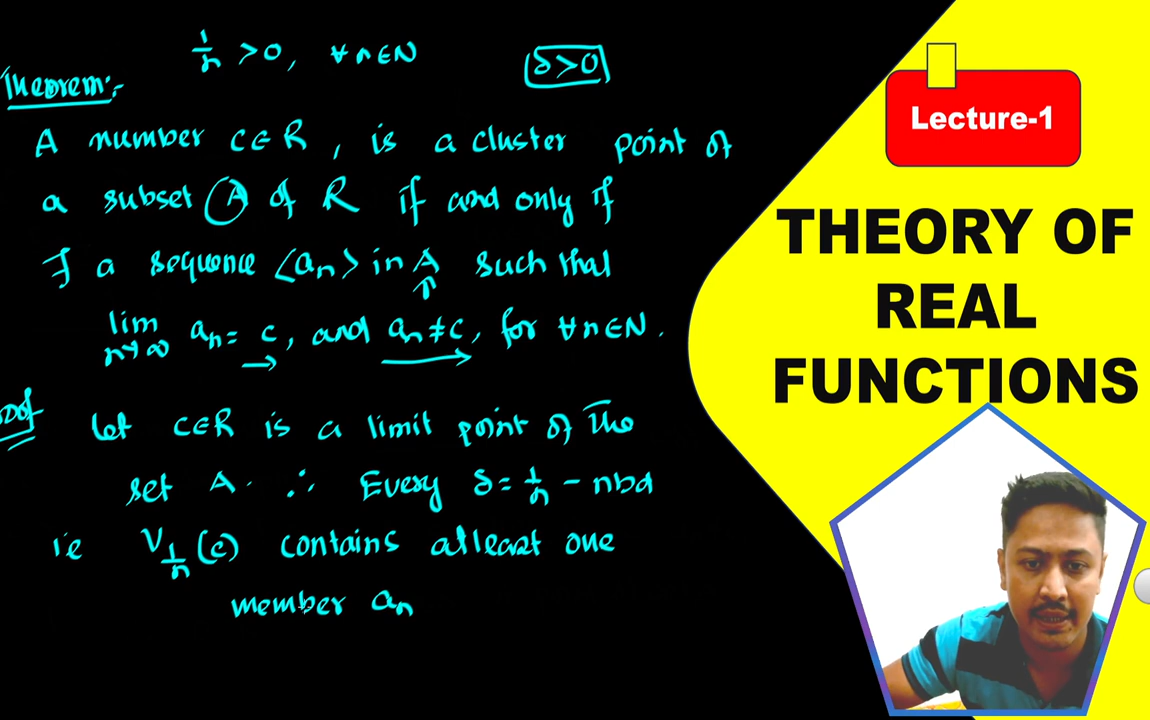 1/n > 0, ∀ n ∈ N
δ > 0
Theorem:-
A number c ∈ R, is a cluster point of
a subset A of R if and only if
∃ a sequence <an> in A such that
lim n→∞ an = c, and an ≠ c, for ∀ n ∈ N.
Let c ∈ R is a limit point of the
set A. ∴ Every δ = 1/n - nbd
ie V1/n (c) contains atleast one
member an
Lecture-1
THEORY OF
REAL
FUNCTIONS